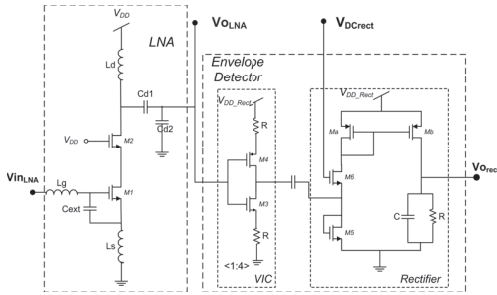 VDD
LNA
VoLNA
VDCrect
Ld
Envelope
Detector
Cd1
Cd2
VDD_Rect
VDD_Rect
R
Ma
Mb
VDD
M2
M4
VinLNA
Lg
M1
M6
Vorec
Cext
M3
C
R
R
M5
Ls
<1:4>
VIC
Rectifier